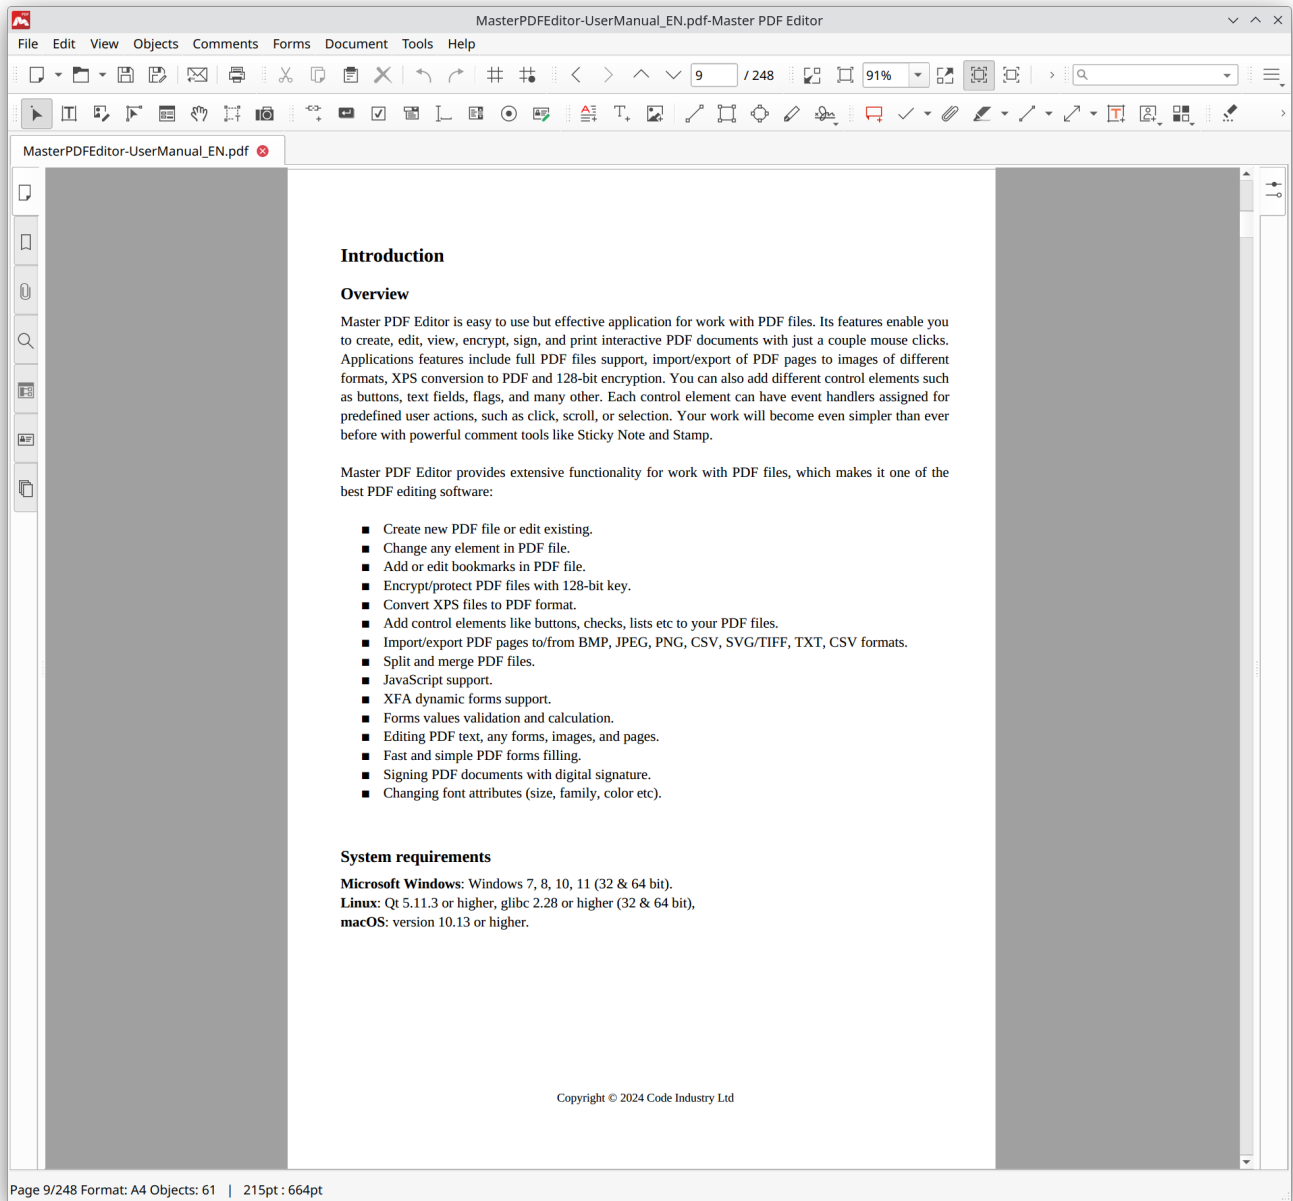 MasterPDFEditor-UserManual_EN.pdf-Master PDF Editor
File Edit View Objects Comments Forms Document Tools Help
9 / 248 91%
MasterPDFEditor-UserManual_EN.pdf
Introduction
Overview
Master PDF Editor is easy to use but effective application for work with PDF files. Its features enable you
to create, edit, view, encrypt, sign, and print interactive PDF documents with just a couple mouse clicks.
Applications features include full PDF files support, import/export of PDF pages to images of different
formats, XPS conversion to PDF and 128-bit encryption. You can also add different control elements such
as buttons, text fields, flags, and many other. Each control element can have event handlers assigned for
predefined user actions, such as click, scroll, or selection. Your work will become even simpler than ever
before with powerful comment tools like Sticky Note and Stamp.
Master PDF Editor provides extensive functionality for work with PDF files, which makes it one of the
best PDF editing software:
■ Create new PDF file or edit existing.
■ Change any element in PDF file.
■ Add or edit bookmarks in PDF file.
■ Encrypt/protect PDF files with 128-bit key.
■ Convert XPS files to PDF format.
■ Add control elements like buttons, checks, lists etc to your PDF files.
■ Import/export PDF pages to/from BMP, JPEG, PNG, CSV, SVG/TIFF, TXT, CSV formats.
■ Split and merge PDF files.
■ JavaScript support.
■ XFA dynamic forms support.
■ Forms values validation and calculation.
■ Editing PDF text, any forms, images, and pages.
■ Fast and simple PDF forms filling.
■ Signing PDF documents with digital signature.
■ Changing font attributes (size, family, color etc).
System requirements
Microsoft Windows: Windows 7, 8, 10, 11 (32 & 64 bit).
Linux: Qt 5.11.3 or higher, glibc 2.28 or higher (32 & 64 bit),
macOS: version 10.13 or higher.
Copyright © 2024 Code Industry Ltd
Page 9/248 Format: A4 Objects: 61 | 215pt : 664pt